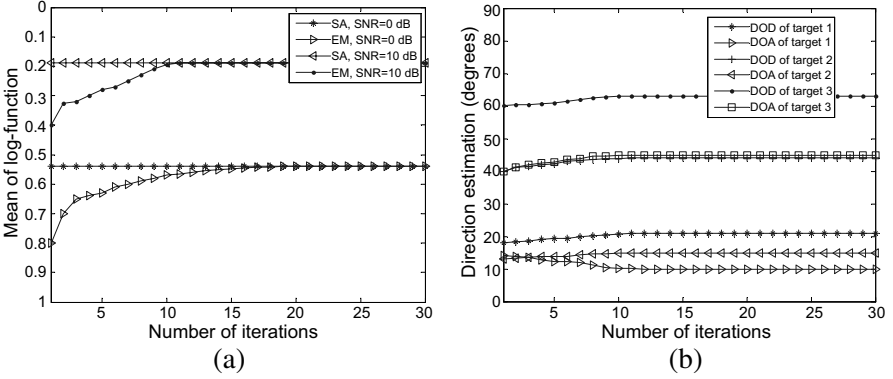 0
0.1
0.2
0.3
0.4
0.5
0.6
0.7
0.8
0.9
1
Mean of log-function
SA, SNR=0 dB
EM, SNR=0 dB
SA, SNR=10 dB
EM, SNR=10 dB
5 10 15 20 25 30
Number of iterations
(a)
90
80
70
60
50
40
30
20
10
0
Direction estimation (degrees)
DOD of target 1
DOA of target 1
DOD of target 2
DOA of target 2
DOD of target 3
DOA of target 3
5 10 15 20 25 30
Number of iterations
(b)